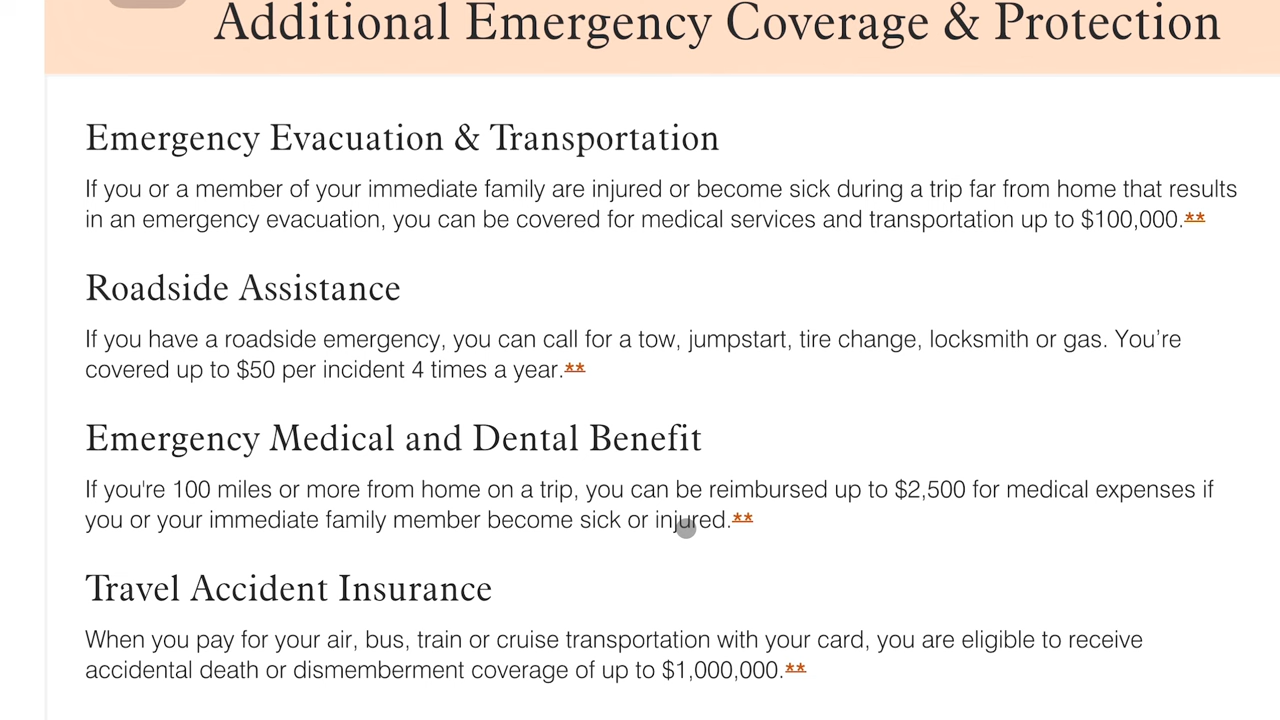 Additional Emergency Coverage & Protection
Emergency Evacuation & Transportation
If you or a member of your immediate family are injured or become sick during a trip far from home that results
in an emergency evacuation, you can be covered for medical services and transportation up to $100,000.**
Roadside Assistance
If you have a roadside emergency, you can call for a tow, jumpstart, tire change, locksmith or gas. You’re
covered up to $50 per incident 4 times a year.**
Emergency Medical and Dental Benefit
If you're 100 miles or more from home on a trip, you can be reimbursed up to $2,500 for medical expenses if
you or your immediate family member become sick or injured.**
Travel Accident Insurance
When you pay for your air, bus, train or cruise transportation with your card, you are eligible to receive
accidental death or dismemberment coverage of up to $1,000,000.**